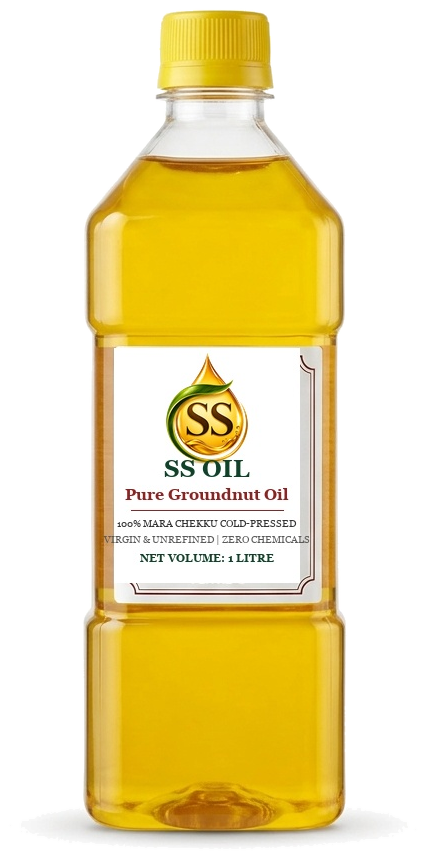 SS
SS OIL
Pure Groundnut Oil
100% MARA CHEKKU COLD-PRESSED
VIRGIN & UNREFINED | ZERO CHEMICALS
NET VOLUME: 1 LITRE